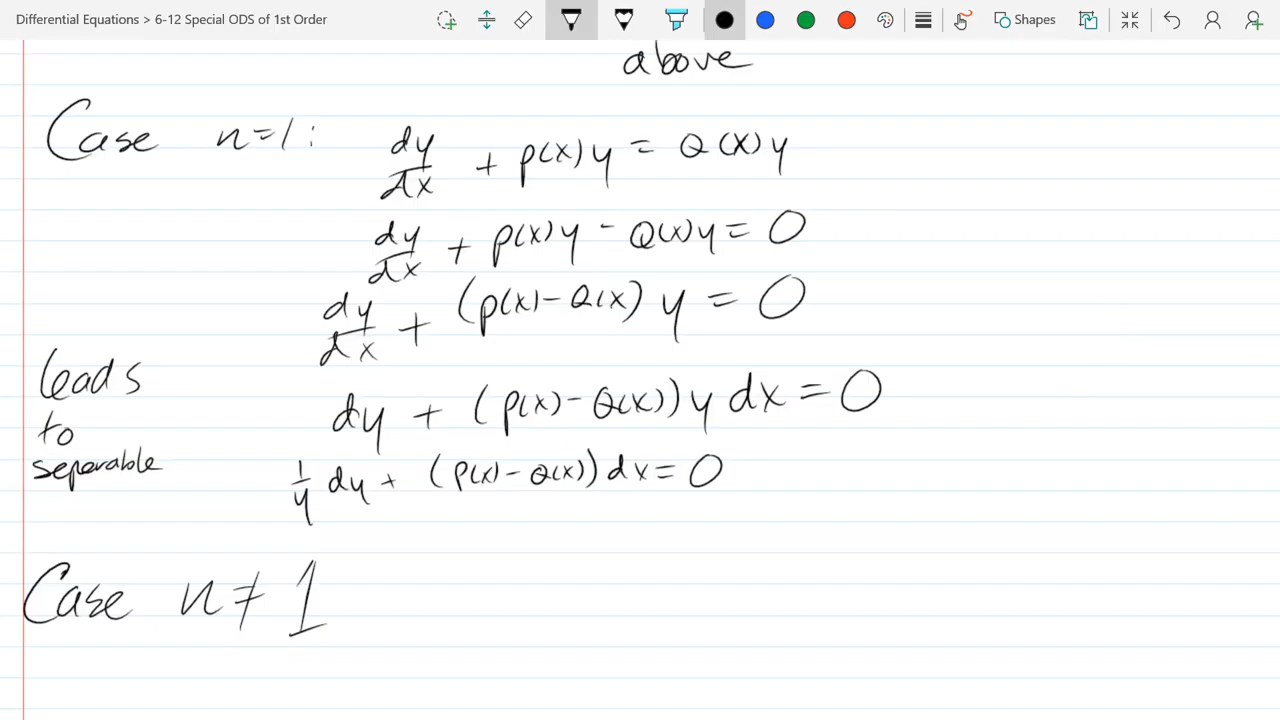 Differential Equations > 6-12 Special ODS of 1st Order
Shapes
above
Case n=1: dy/dx + p(x)y = Q(x)y
dy/dx + p(x)y - Q(x)y = 0
dy/dx + (p(x)-Q(x)) y = 0
leads
dy + (p(x)-Q(x)) y dx = 0
to
separable
1/y dy + (p(x)-Q(x)) dx = 0
Case n≠1